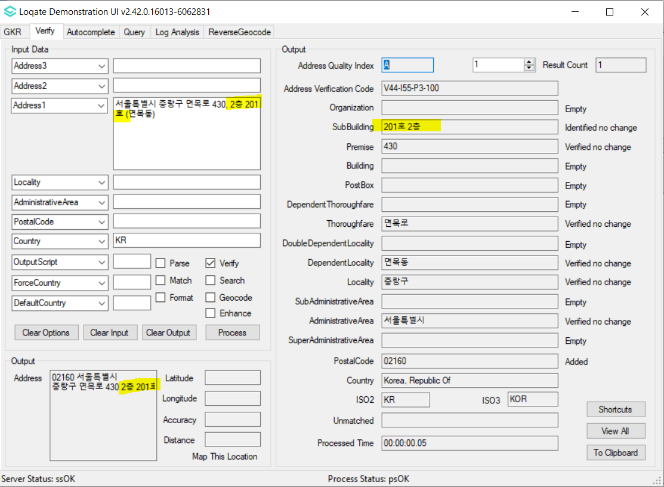 Loqate Demonstration UI v2.42.0.16013-6062831
GKR Verify Autocomplete Query Log Analysis ReverseGeocode
Input Data
Address3
Address2
Address1 서울특별시 중랑구 면목로 430, 2층 201
호 (면목동)
Locality
AdministrativeArea
PostalCode
Country KR
OutputScript Parse Verify
ForceCountry Match Search
DefaultCountry Format Geocode
Enhance
Clear Options Clear Input Clear Output Process
Output
Address 02160 서울특별시
중랑구 면목로 430 2층 201호
Latitude
Longitude
Accuracy
Distance
Map This Location
Output
Address Quality Index A 1 Result Count 1
Address Verification Code V44-I55-P3-100
Organization Empty
SubBuilding 201호 2층 Identified no change
Premise 430 Verified no change
Building Empty
PostBox Empty
DependentThoroughfare Empty
Thoroughfare 면목로 Verified no change
DoubleDependentLocality Empty
DependentLocality 면목동 Verified no change
Locality 중랑구 Verified no change
SubAdministrativeArea Empty
AdministrativeArea 서울특별시 Verified no change
SuperAdministrativeArea Empty
PostalCode 02160 Added
Country Korea, Republic Of
ISO2 KR ISO3 KOR
Unmatched
Processed Time 00:00:00.05
Shortcuts
View All
To Clipboard
Server Status: ssOK Process Status: psOK